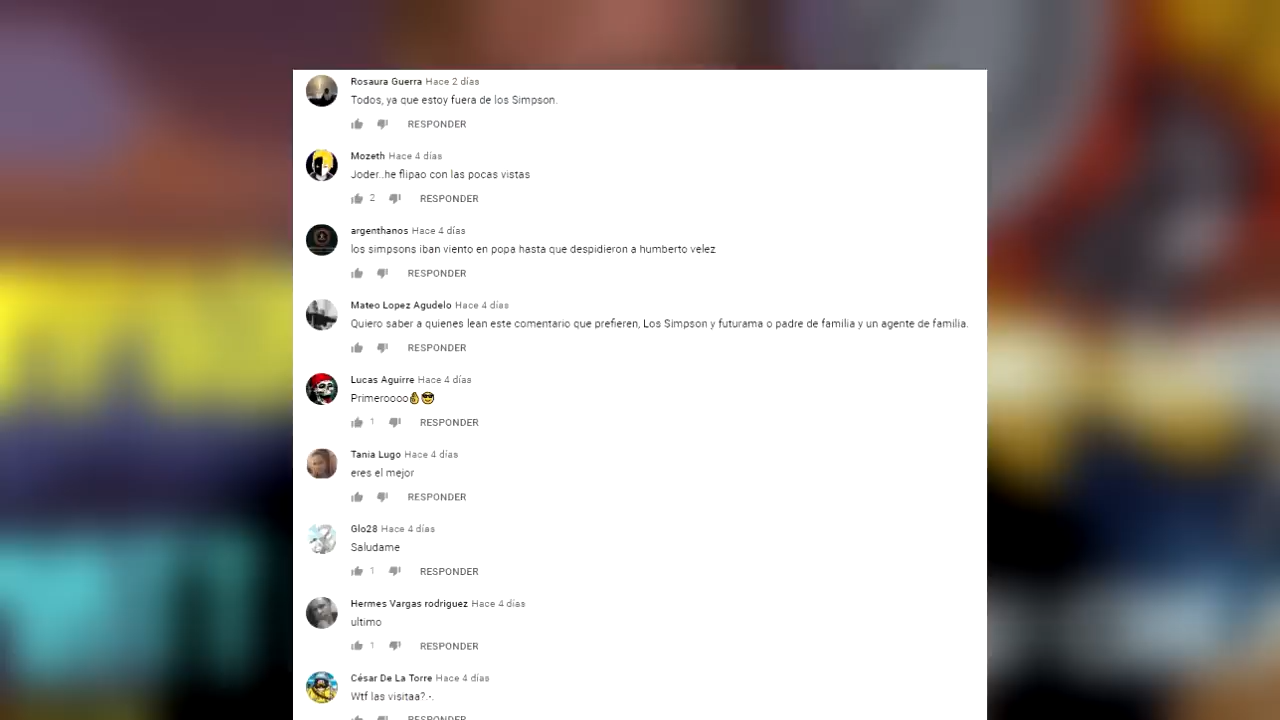 Rosaura Guerra Hace 2 días
Todos, ya que estoy fuera de los Simpson.
RESPONDER
Mozeth Hace 4 días
Joder..he flipao con las pocas vistas
2 RESPONDER
argenthanos Hace 4 días
los simpsons iban viento en popa hasta que despidieron a humberto velez
RESPONDER
Mateo Lopez Agudelo Hace 4 días
Quiero saber a quienes lean este comentario que prefieren, Los Simpson y futurama o padre de familia y un agente de familia.
RESPONDER
Lucas Aguirre Hace 4 días
Primeroooo👌😎
1 RESPONDER
Tania Lugo Hace 4 días
eres el mejor
RESPONDER
Glo28 Hace 4 días
Saludame
1 RESPONDER
Hermes Vargas rodriguez Hace 4 días
ultimo
1 RESPONDER
César De La Torre Hace 4 días
Wtf las visitaa?.-.
RESPONDER